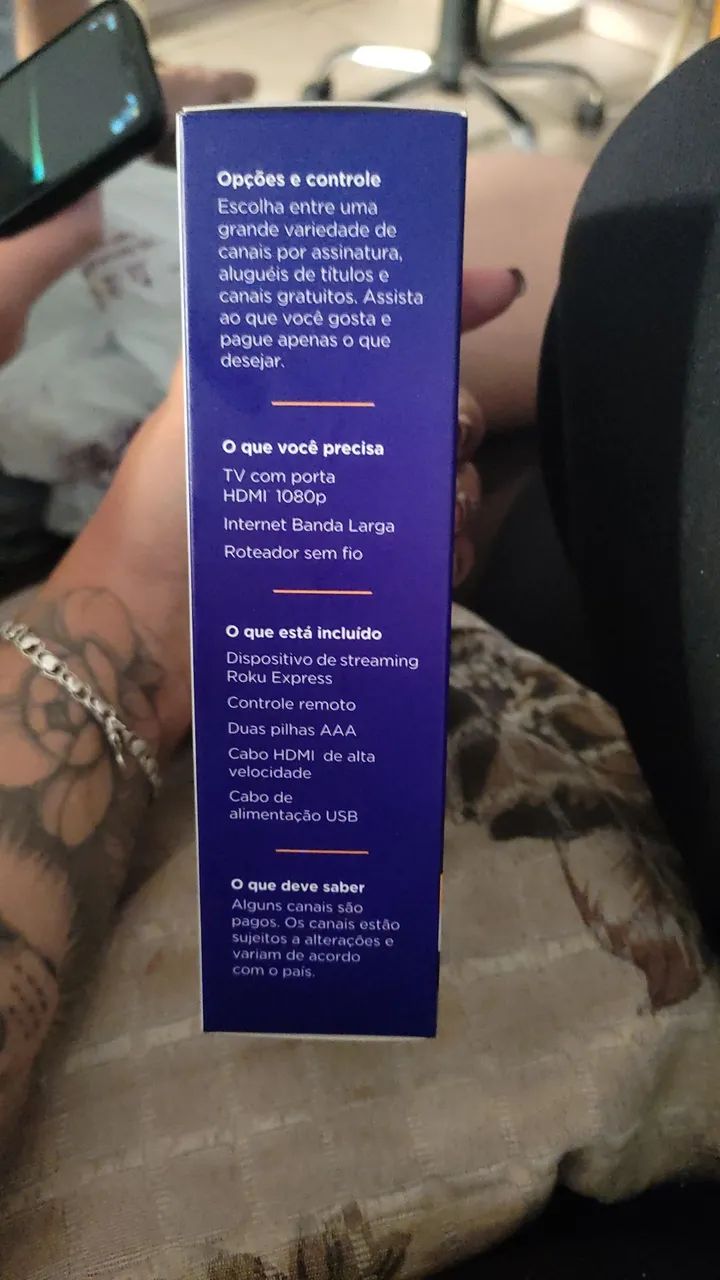 Opções e controle
Escolha entre uma
grande variedade de
canais por assinatura,
aluguéis de títulos e
canais gratuitos. Assista
ao que você gosta e
pague apenas o que
desejar.
O que você precisa
TV com porta
HDMI 1080p
Internet Banda Larga
Roteador sem fio
O que está incluído
Dispositivo de streaming
Roku Express
Controle remoto
Duas pilhas AAA
Cabo HDMI de alta
velocidade
Cabo de
alimentação USB
O que deve saber
Alguns canais são
pagos. Os canais estão
sujeitos a alterações e
variam de acordo
com o país.